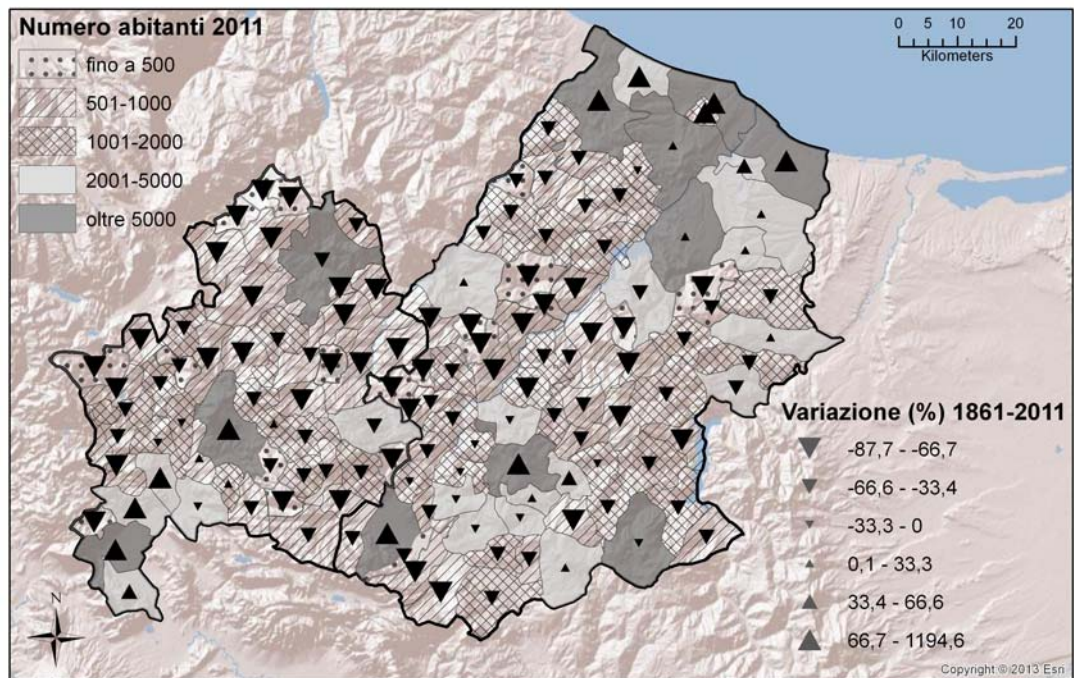 Numero abitanti 2011
fino a 500
501-1000
1001-2000
2001-5000
oltre 5000
0 5 10 20
Kilometers
Variazione (%) 1861-2011
-87,7 - -66,7
-66,6 - -33,4
-33,3 - 0
0,1 - 33,3
33,4 - 66,6
66,7 - 1194,6
N
Copyright © 2013 Esri